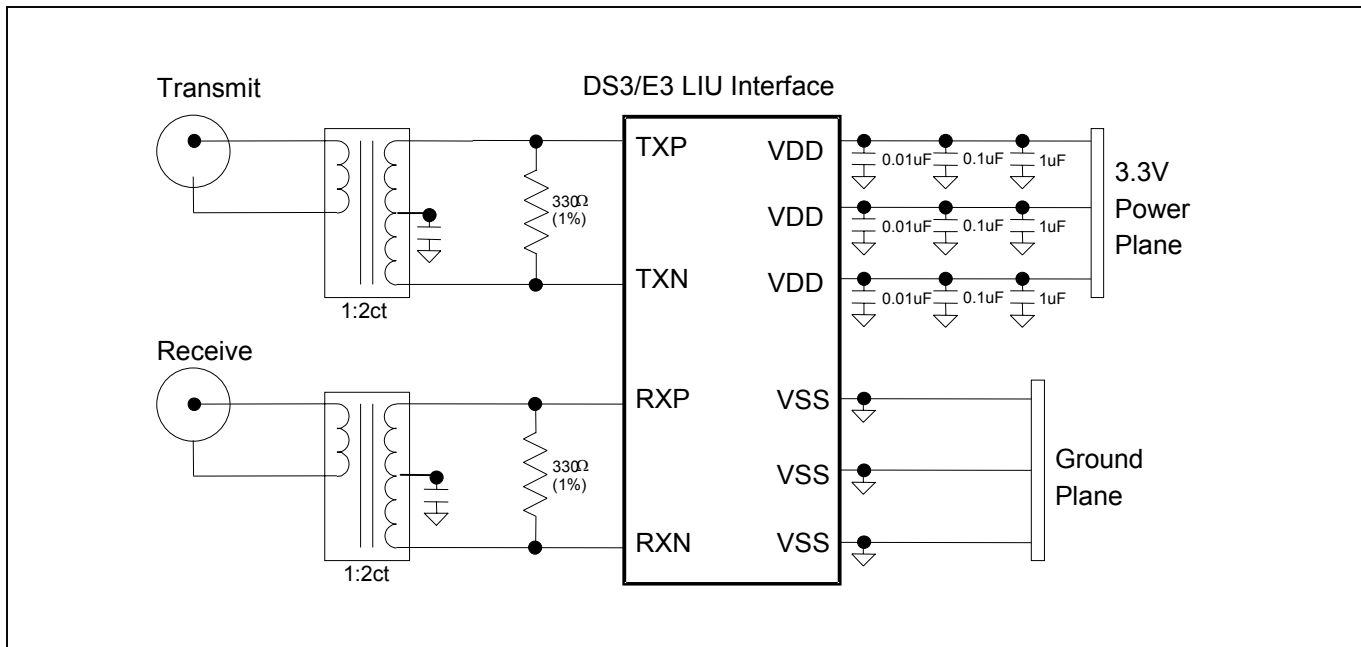 DS3/E3 LIU Interface
Transmit
TXP
VDD
0.01uF
0.1uF
1uF
3.3V
Power
Plane
330Ω
(1%)
VDD
0.01uF
0.1uF
1uF
TXN
VDD
0.01uF
0.1uF
1uF
1:2ct
Receive
RXP
VSS
330Ω
(1%)
VSS
Ground
Plane
RXN
VSS
1:2ct